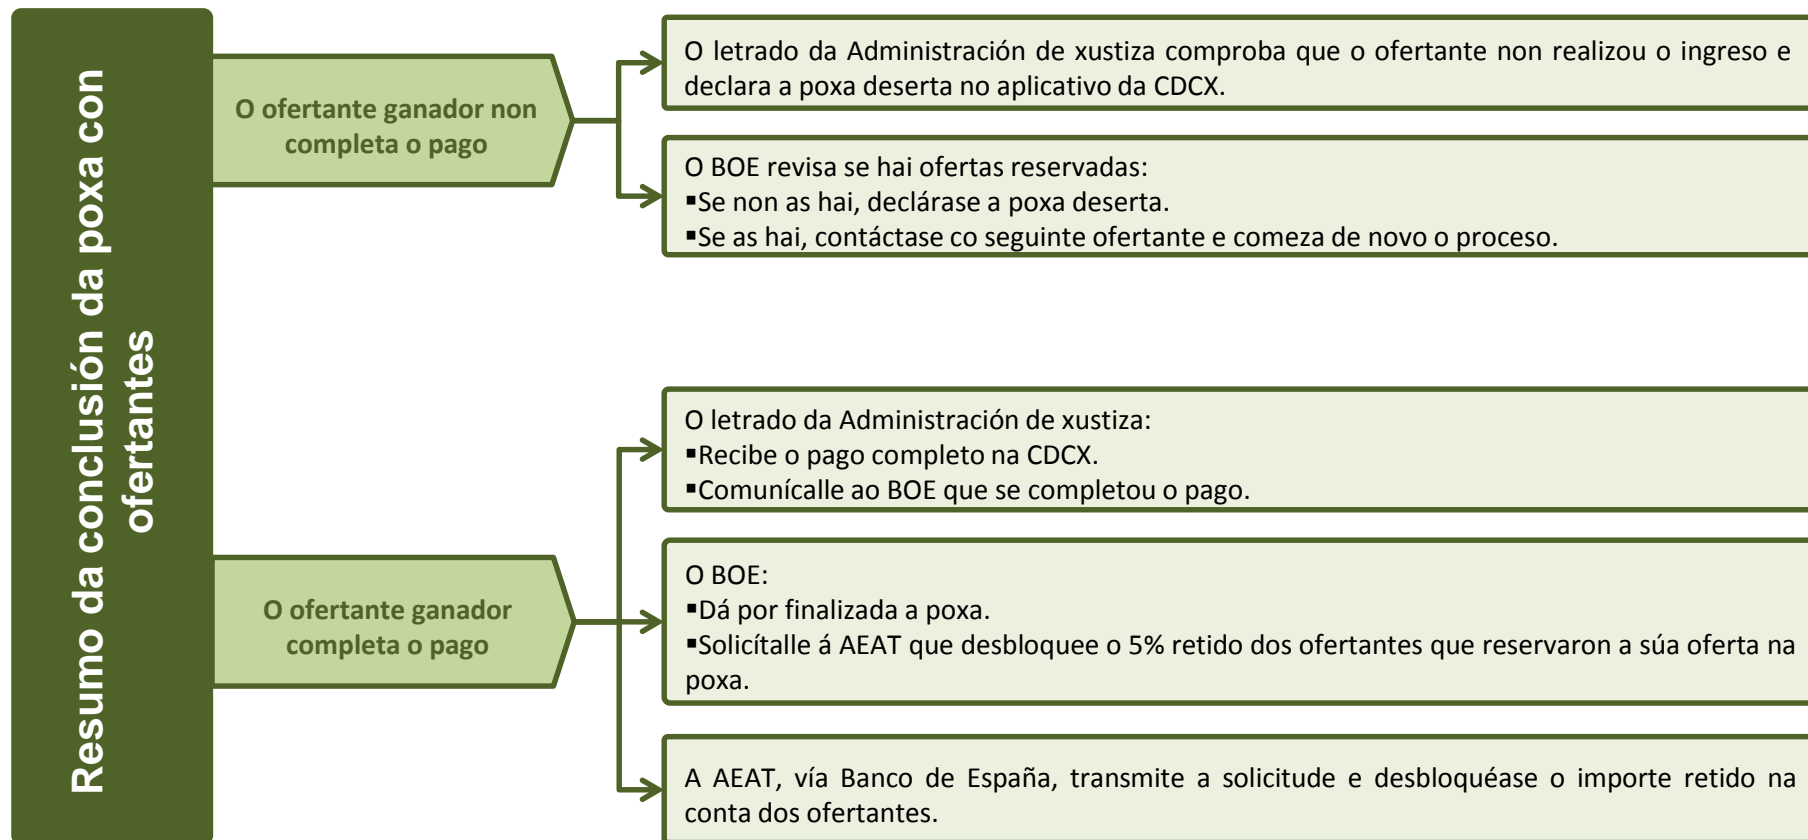 Resumo da conclusión da poxa con
ofertantes
O ofertante ganador non
completa o pago
O letrado da Administración de xustiza comproba que o ofertante non realizou o ingreso e
declara a poxa deserta no aplicativo da CDCX.
O BOE revisa se hai ofertas reservadas:
▪Se non as hai, declárase a poxa deserta.
▪Se as hai, contáctase co seguinte ofertante e comeza de novo o proceso.
O ofertante ganador
completa o pago
O letrado da Administración de xustiza:
▪Recibe o pago completo na CDCX.
▪Comunícalle ao BOE que se completou o pago.
O BOE:
▪Dá por finalizada a poxa.
▪Solicítalle á AEAT que desbloquee o 5% retido dos ofertantes que reservaron a súa oferta na
poxa.
A AEAT, vía Banco de España, transmite a solicitude e desbloquéase o importe retido na
conta dos ofertantes.